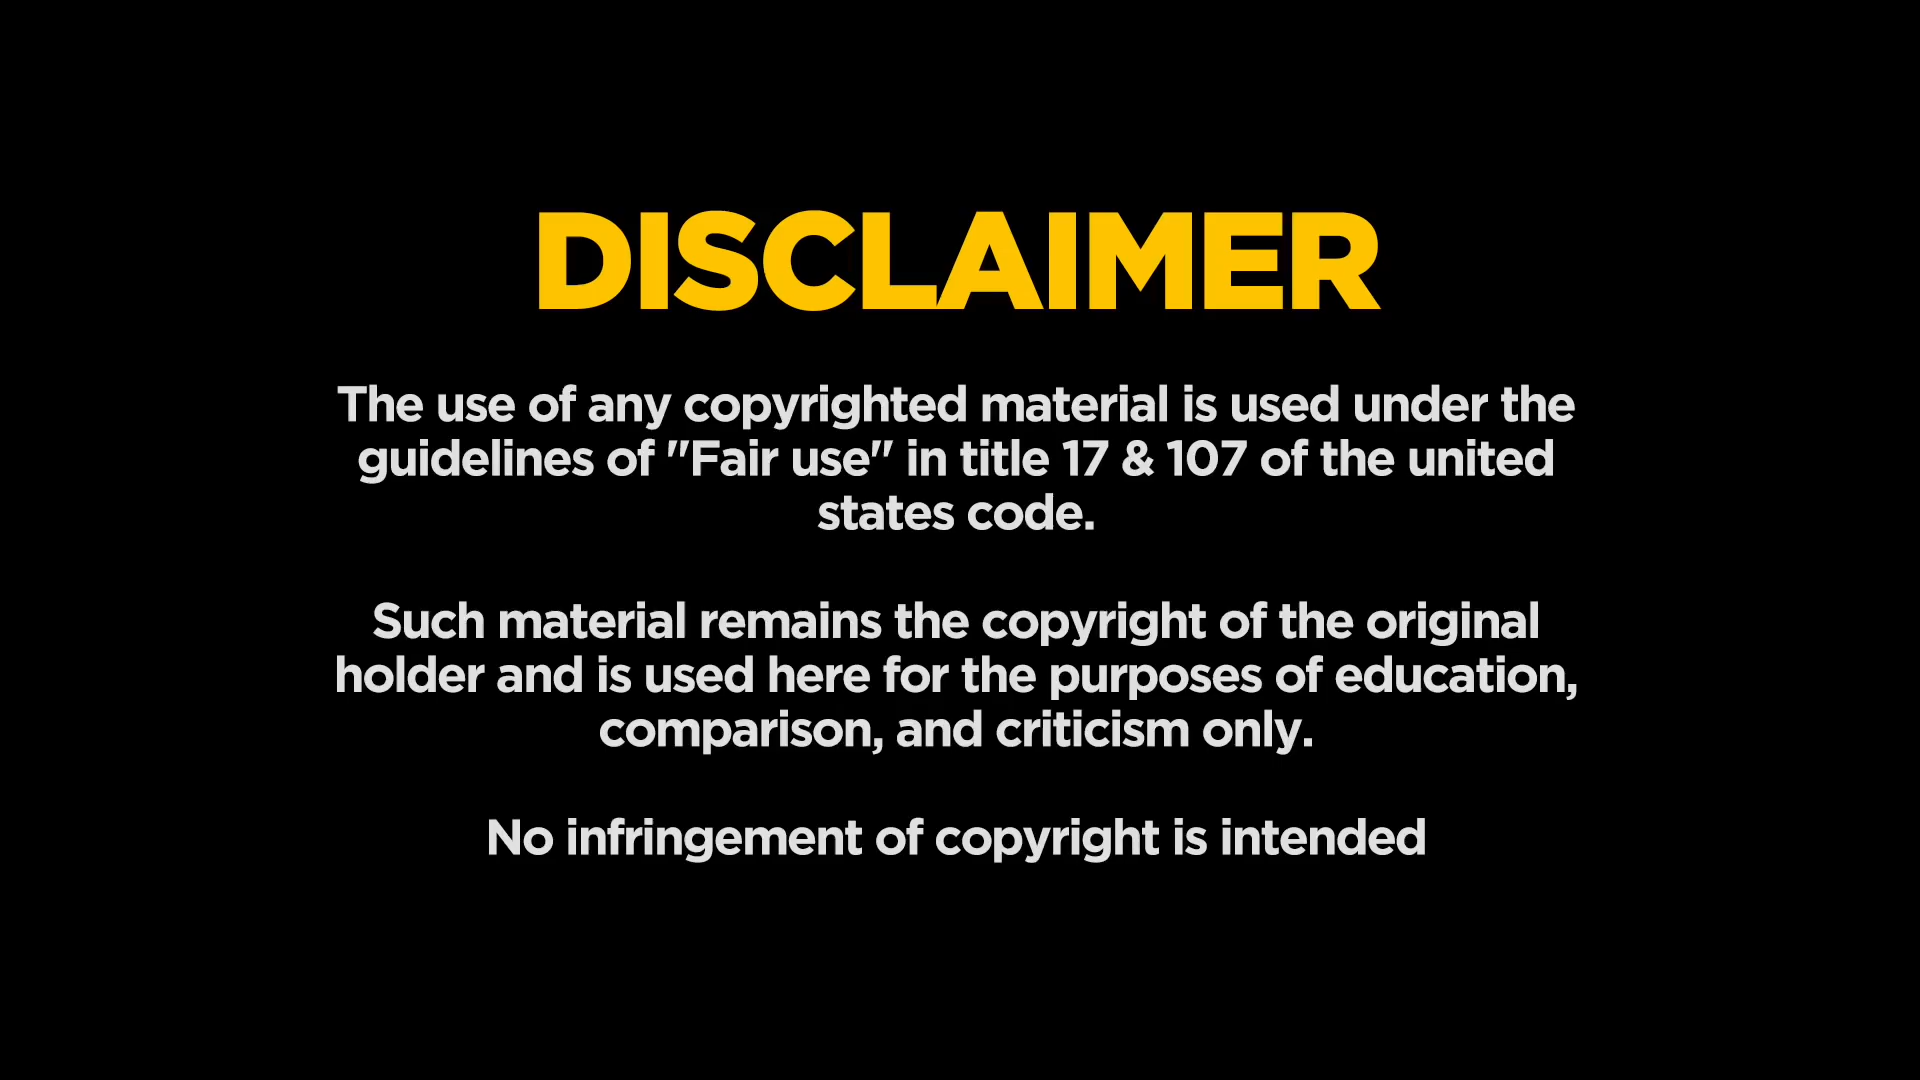 DISCLAIMER
The use of any copyrighted material is used under the
guidelines of "Fair use" in title 17 & 107 of the united
states code.
Such material remains the copyright of the original
holder and is used here for the purposes of education,
comparison, and criticism only.
No infringement of copyright is intended